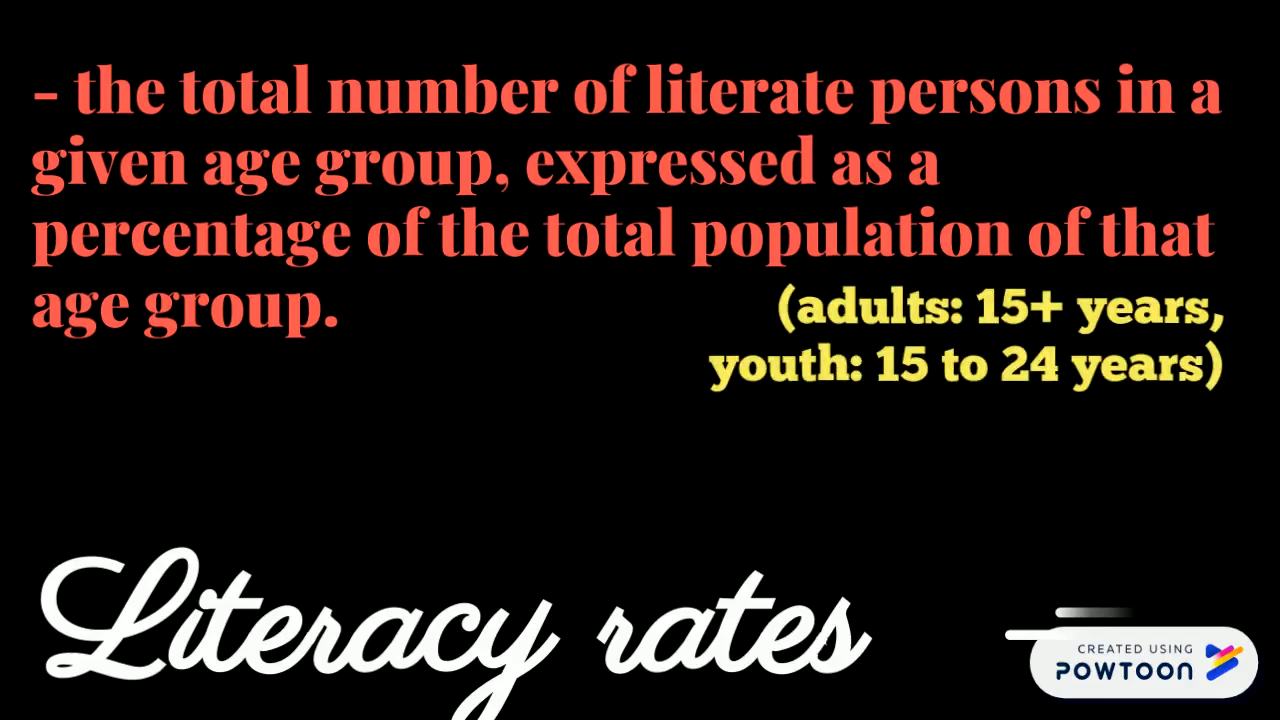 - the total number of literate persons in a
given age group, expressed as a
percentage of the total population of that
age group.
(adults: 15+ years,
youth: 15 to 24 years)
Literacy rates
CREATED USING
POWTOON